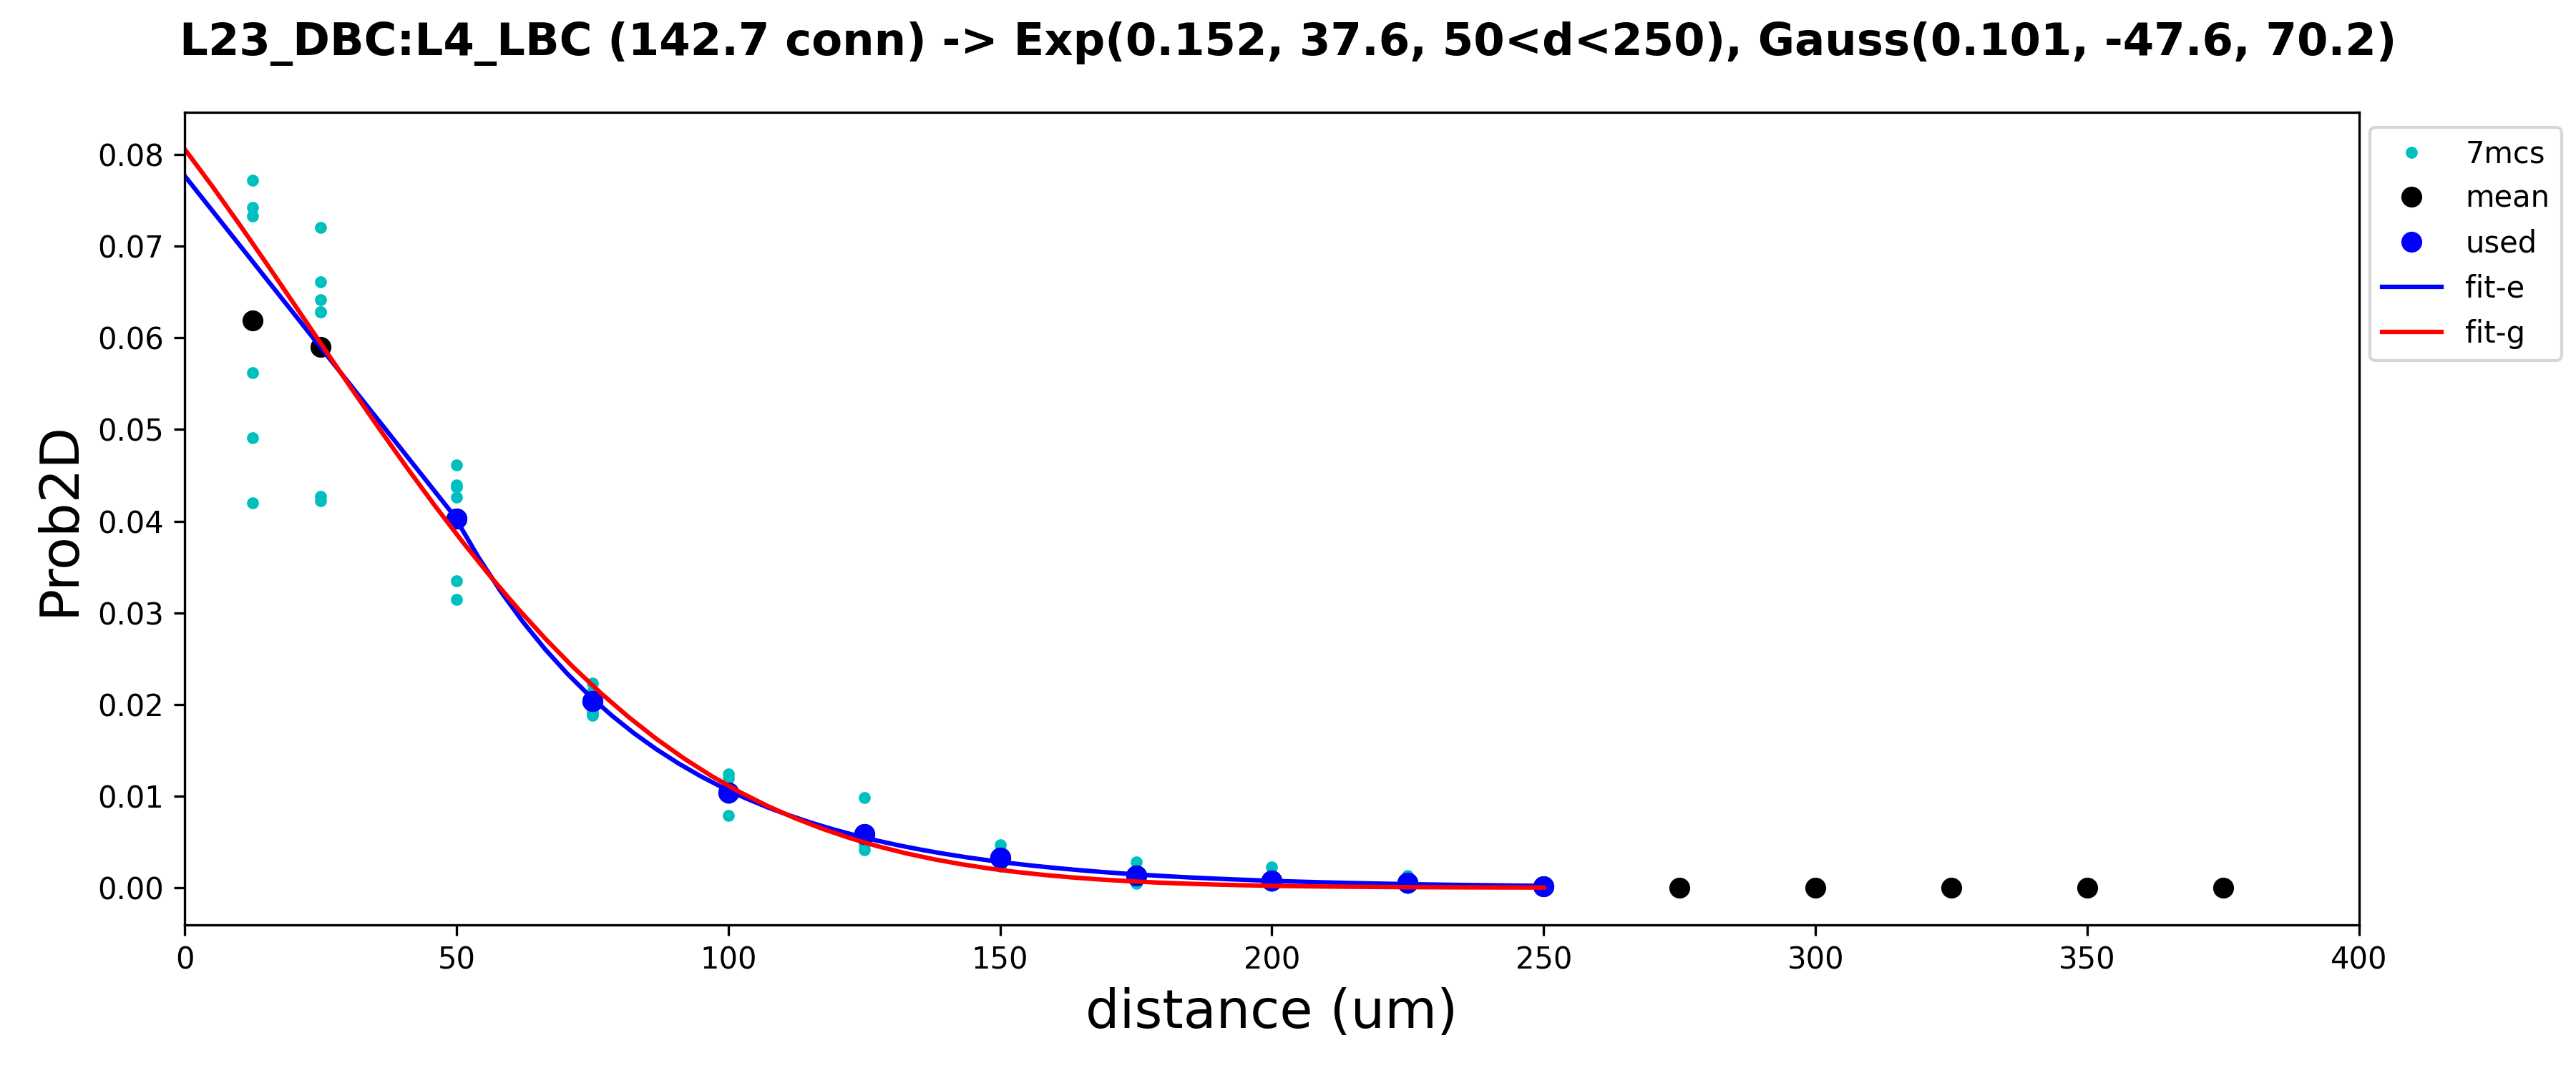 L23_DBC:L4_LBC (142.7 conn) -> Exp(0.152, 37.6, 50<d<250), Gauss(0.101, -47.6, 70.2)
7mcs
mean
used
fit-e
fit-g
Prob2D
0.08
0.07
0.06
0.05
0.04
0.03
0.02
0.01
0.00
0 50 100 150 200 250 300 350 400
distance (um)